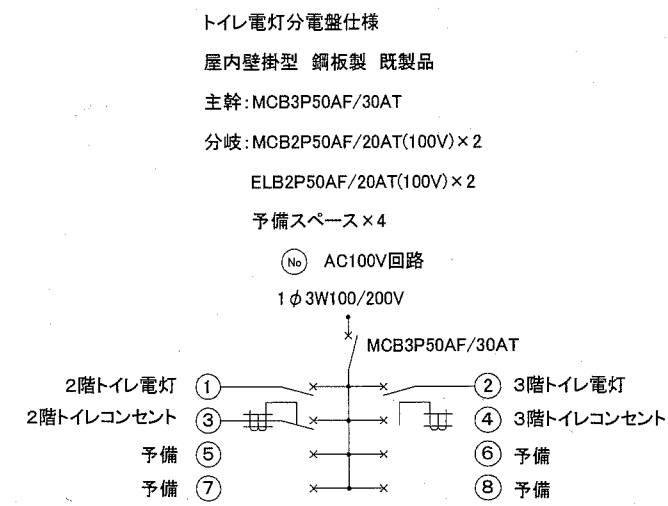 トイレ電灯分電盤仕様
屋内壁掛型 鋼板製 既製品
主幹:MCB3P50AF/30AT
分岐:MCB2P50AF/20AT(100V)×2
ELB2P50AF/20AT(100V)×2
予備スペース×4
No AC100V回路
1φ3W100/200V
MCB3P50AF/30AT
2階トイレ電灯 1 2 3階トイレ電灯
2階トイレコンセント 3 4 3階トイレコンセント
予備 5 6 予備
予備 7 8 予備